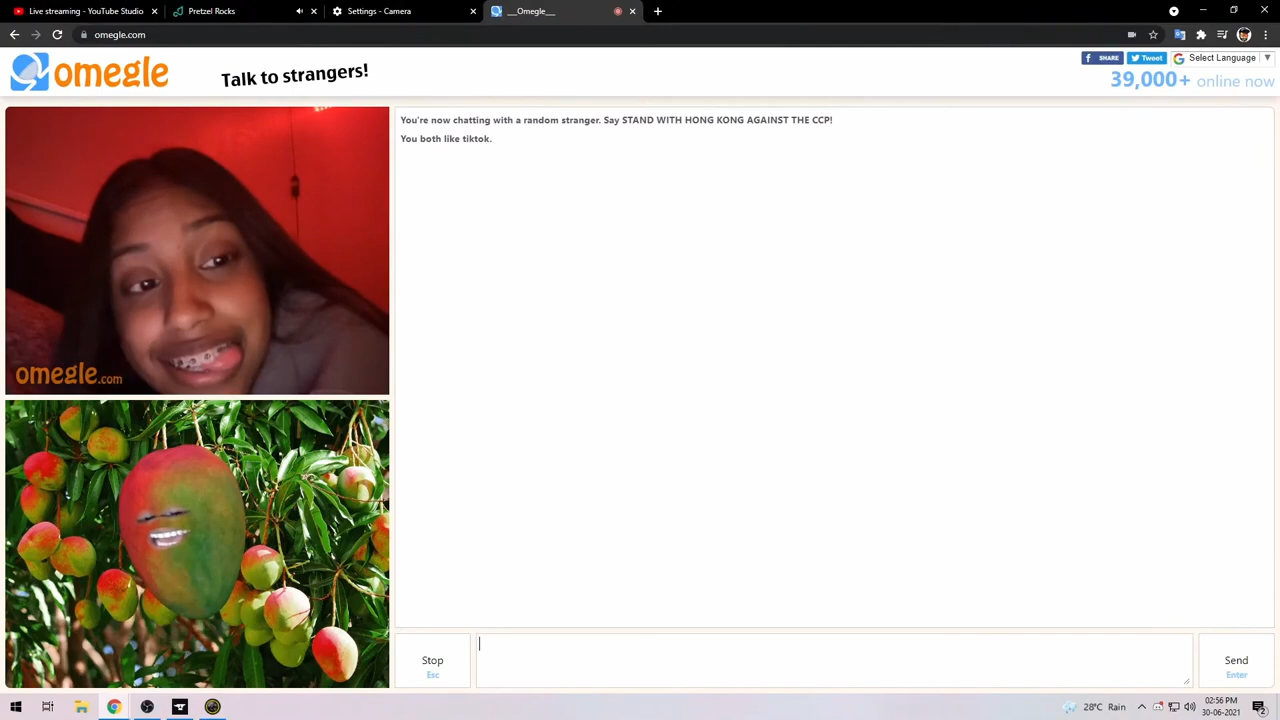 Live streaming - YouTube Studio
Pretzel Rocks
Settings - Camera
__Omegle__
omegle.com
omegle
Talk to strangers!
SHARE
Tweet
Select Language
39,000+ online now
You're now chatting with a random stranger. Say STAND WITH HONG KONG AGAINST THE CCP!
You both like tiktok.
omegle.com
Stop
Esc
Send
Enter
28°C Rain
02:56 PM
30-06-2021
2